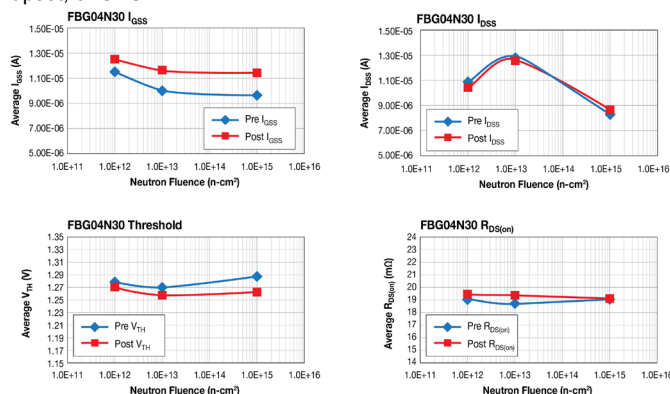 FBG04N30 IGSS
1.50E-05
1.30E-05
1.10E-05
9.00E-06
7.00E-06
5.00E-06
Average IGSS (A)
Pre IGSS
Post IGSS
1.0E+11 1.0E+12 1.0E+13 1.0E+14 1.0E+15 1.0E+16
Neutron Fluence (n-cm²)
FBG04N30 IDSS
1.50E-05
1.30E-05
1.10E-05
9.00E-06
7.00E-06
5.00E-06
Average IDSS (A)
Pre IDSS
Post IDSS
1.0E+11 1.0E+12 1.0E+13 1.0E+14 1.0E+15 1.0E+16
Neutron Fluence (n-cm²)
FBG04N30 Threshold
1.35
1.33
1.31
1.29
1.27
1.25
1.23
1.21
1.19
1.17
1.15
Average VTH (V)
Pre VTH
Post VTH
1.0E+11 1.0E+12 1.0E+13 1.0E+14 1.0E+15 1.0E+16
Neutron Fluence (n-cm²)
FBG04N30 RDS(on)
24
23
22
21
20
19
18
17
16
15
14
Average RDS(on) (mΩ)
Pre RDS(on)
Post RDS(on)
1.0E+11 1.0E+12 1.0E+13 1.0E+14 1.0E+15 1.0E+16
Neutron Fluence (n-cm²)